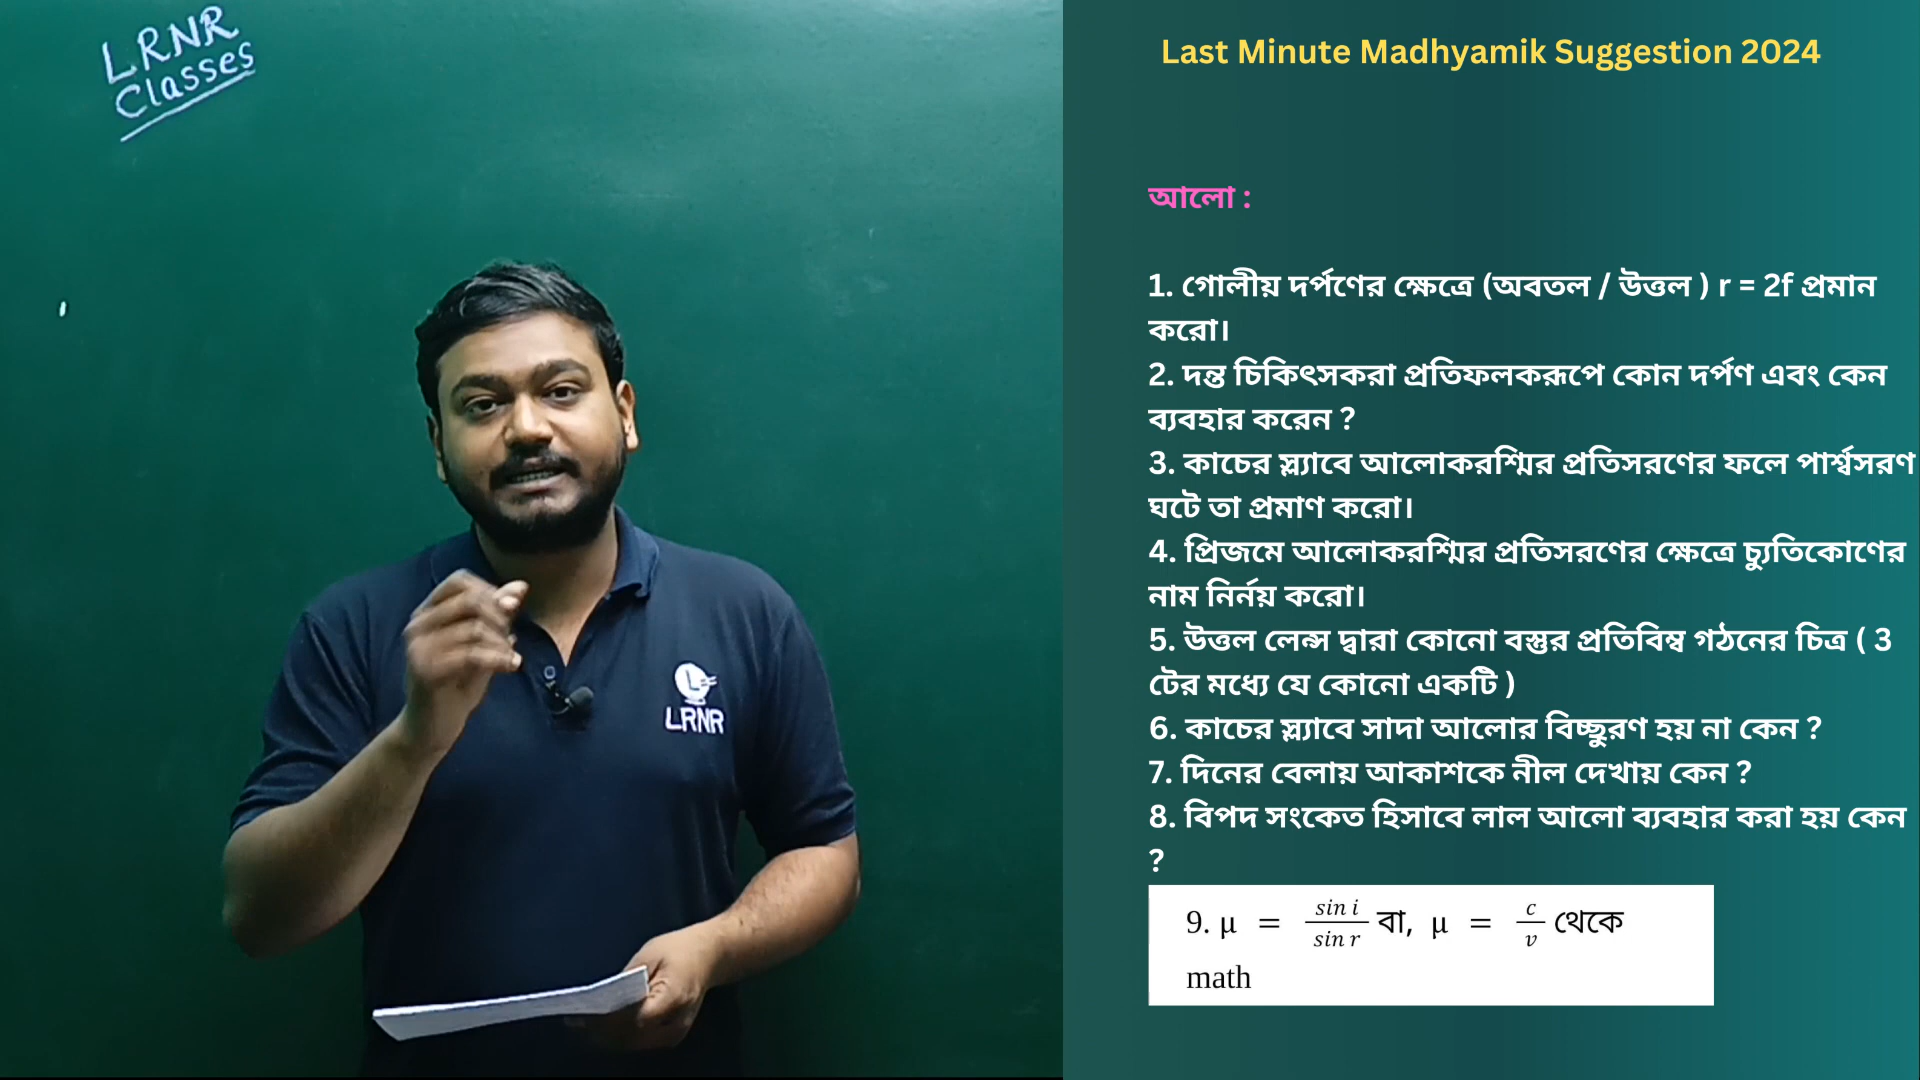 LRNR
Classes
LRNR
Last Minute Madhyamik Suggestion 2024
আলো :
1. গোলীয় দর্পণের ক্ষেত্রে (অবতল / উত্তল ) r = 2f প্রমান
করো।
2. দন্ত চিকিৎসকরা প্রতিফলকরূপে কোন দর্পণ এবং কেন
ব্যবহার করেন ?
3. কাচের স্ল্যাবে আলোকরশ্মির প্রতিসরণের ফলে পার্শ্বসরণ
ঘটে তা প্রমাণ করো।
4. প্রিজমে আলোকরশ্মির প্রতিসরণের ক্ষেত্রে চ্যুতিকোণের
নাম নির্নয় করো।
5. উত্তল লেন্স দ্বারা কোনো বস্তুর প্রতিবিম্ব গঠনের চিত্র ( 3
টের মধ্যে যে কোনো একটি )
6. কাচের স্ল্যাবে সাদা আলোর বিচ্ছুরণ হয় না কেন ?
7. দিনের বেলায় আকাশকে নীল দেখায় কেন ?
8. বিপদ সংকেত হিসাবে লাল আলো ব্যবহার করা হয় কেন
?
9. μ = sin i / sin r বা, μ = c / v থেকে
math